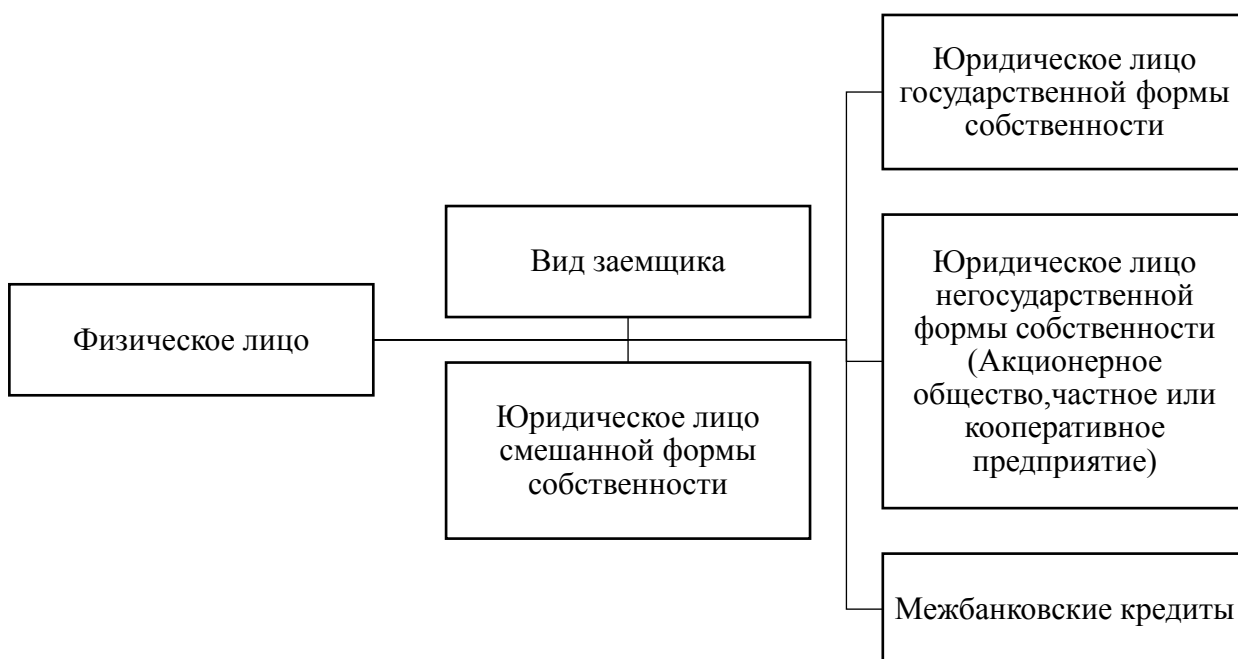 Физическое лицо
Вид заемщика
Юридическое лицо
смешанной формы
собственности
Юридическое лицо
государственной формы
собственности
Юридическое лицо
негосударственной
формы собственности
(Акционерное
общество,частное или
кооперативное
предприятие)
Межбанковские кредиты